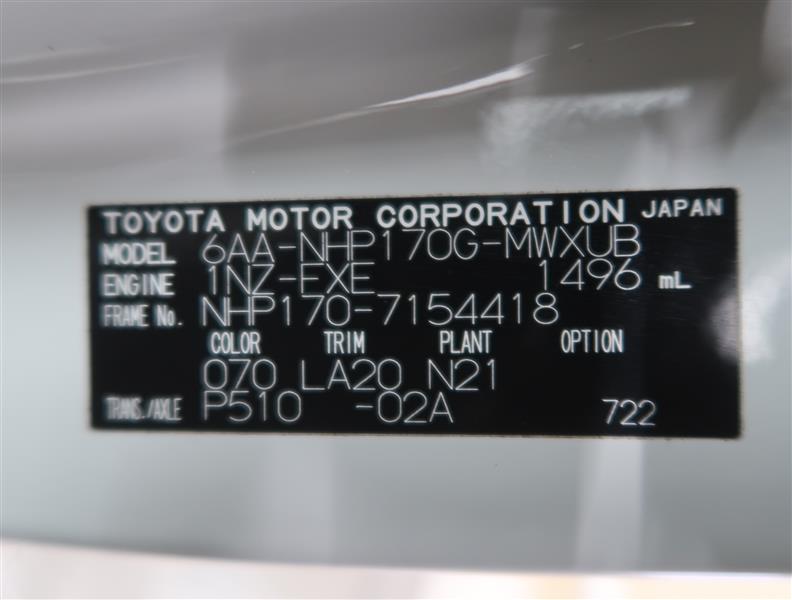 TOYOTA MOTOR CORPORATION JAPAN
MODEL 6AA-NHP170G-MWXUB
ENGINE 1NZ-FXE 1496 mL
FRAME No. NHP170-7154418
COLOR TRIM PLANT OPTION
070 LA20 N21
TRANS./AXLE P510 -02A 722